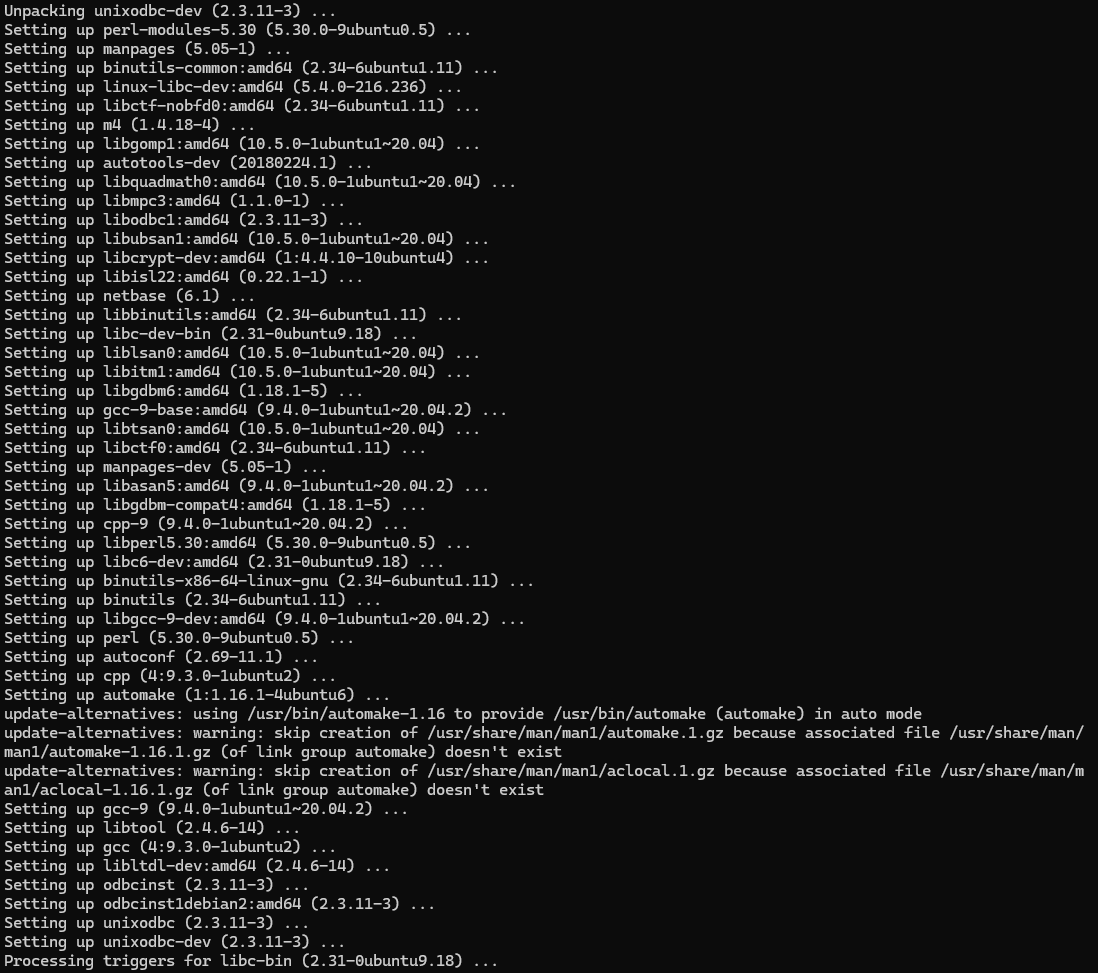 Unpacking unixodbc-dev (2.3.11-3) ...
Setting up perl-modules-5.30 (5.30.0-9ubuntu0.5) ...
Setting up manpages (5.05-1) ...
Setting up binutils-common:amd64 (2.34-6ubuntu1.11) ...
Setting up linux-libc-dev:amd64 (5.4.0-216.236) ...
Setting up libctf-nobfd0:amd64 (2.34-6ubuntu1.11) ...
Setting up m4 (1.4.18-4) ...
Setting up libgomp1:amd64 (10.5.0-1ubuntu1~20.04) ...
Setting up autotools-dev (20180224.1) ...
Setting up libquadmath0:amd64 (10.5.0-1ubuntu1~20.04) ...
Setting up libmpc3:amd64 (1.1.0-1) ...
Setting up libodbc1:amd64 (2.3.11-3) ...
Setting up libubsan1:amd64 (10.5.0-1ubuntu1~20.04) ...
Setting up libcrypt-dev:amd64 (1:4.4.10-10ubuntu4) ...
Setting up libisl22:amd64 (0.22.1-1) ...
Setting up netbase (6.1) ...
Setting up libbinutils:amd64 (2.34-6ubuntu1.11) ...
Setting up libc-dev-bin (2.31-0ubuntu9.18) ...
Setting up liblsan0:amd64 (10.5.0-1ubuntu1~20.04) ...
Setting up libitm1:amd64 (10.5.0-1ubuntu1~20.04) ...
Setting up libgdbm6:amd64 (1.18.1-5) ...
Setting up gcc-9-base:amd64 (9.4.0-1ubuntu1~20.04.2) ...
Setting up libtsan0:amd64 (10.5.0-1ubuntu1~20.04) ...
Setting up libctf0:amd64 (2.34-6ubuntu1.11) ...
Setting up manpages-dev (5.05-1) ...
Setting up libasan5:amd64 (9.4.0-1ubuntu1~20.04.2) ...
Setting up libgdbm-compat4:amd64 (1.18.1-5) ...
Setting up cpp-9 (9.4.0-1ubuntu1~20.04.2) ...
Setting up libperl5.30:amd64 (5.30.0-9ubuntu0.5) ...
Setting up libc6-dev:amd64 (2.31-0ubuntu9.18) ...
Setting up binutils-x86-64-linux-gnu (2.34-6ubuntu1.11) ...
Setting up binutils (2.34-6ubuntu1.11) ...
Setting up libgcc-9-dev:amd64 (9.4.0-1ubuntu1~20.04.2) ...
Setting up perl (5.30.0-9ubuntu0.5) ...
Setting up autoconf (2.69-11.1) ...
Setting up cpp (4:9.3.0-1ubuntu2) ...
Setting up automake (1:1.16.1-4ubuntu6) ...
update-alternatives: using /usr/bin/automake-1.16 to provide /usr/bin/automake (automake) in auto mode
update-alternatives: warning: skip creation of /usr/share/man/man1/automake.1.gz because associated file /usr/share/man/
man1/automake-1.16.1.gz (of link group automake) doesn't exist
update-alternatives: warning: skip creation of /usr/share/man/man1/aclocal.1.gz because associated file /usr/share/man/m
an1/aclocal-1.16.1.gz (of link group automake) doesn't exist
Setting up gcc-9 (9.4.0-1ubuntu1~20.04.2) ...
Setting up libtool (2.4.6-14) ...
Setting up gcc (4:9.3.0-1ubuntu2) ...
Setting up libltdl-dev:amd64 (2.4.6-14) ...
Setting up odbcinst (2.3.11-3) ...
Setting up odbcinst1debian2:amd64 (2.3.11-3) ...
Setting up unixodbc (2.3.11-3) ...
Setting up unixodbc-dev (2.3.11-3) ...
Processing triggers for libc-bin (2.31-0ubuntu9.18) ...